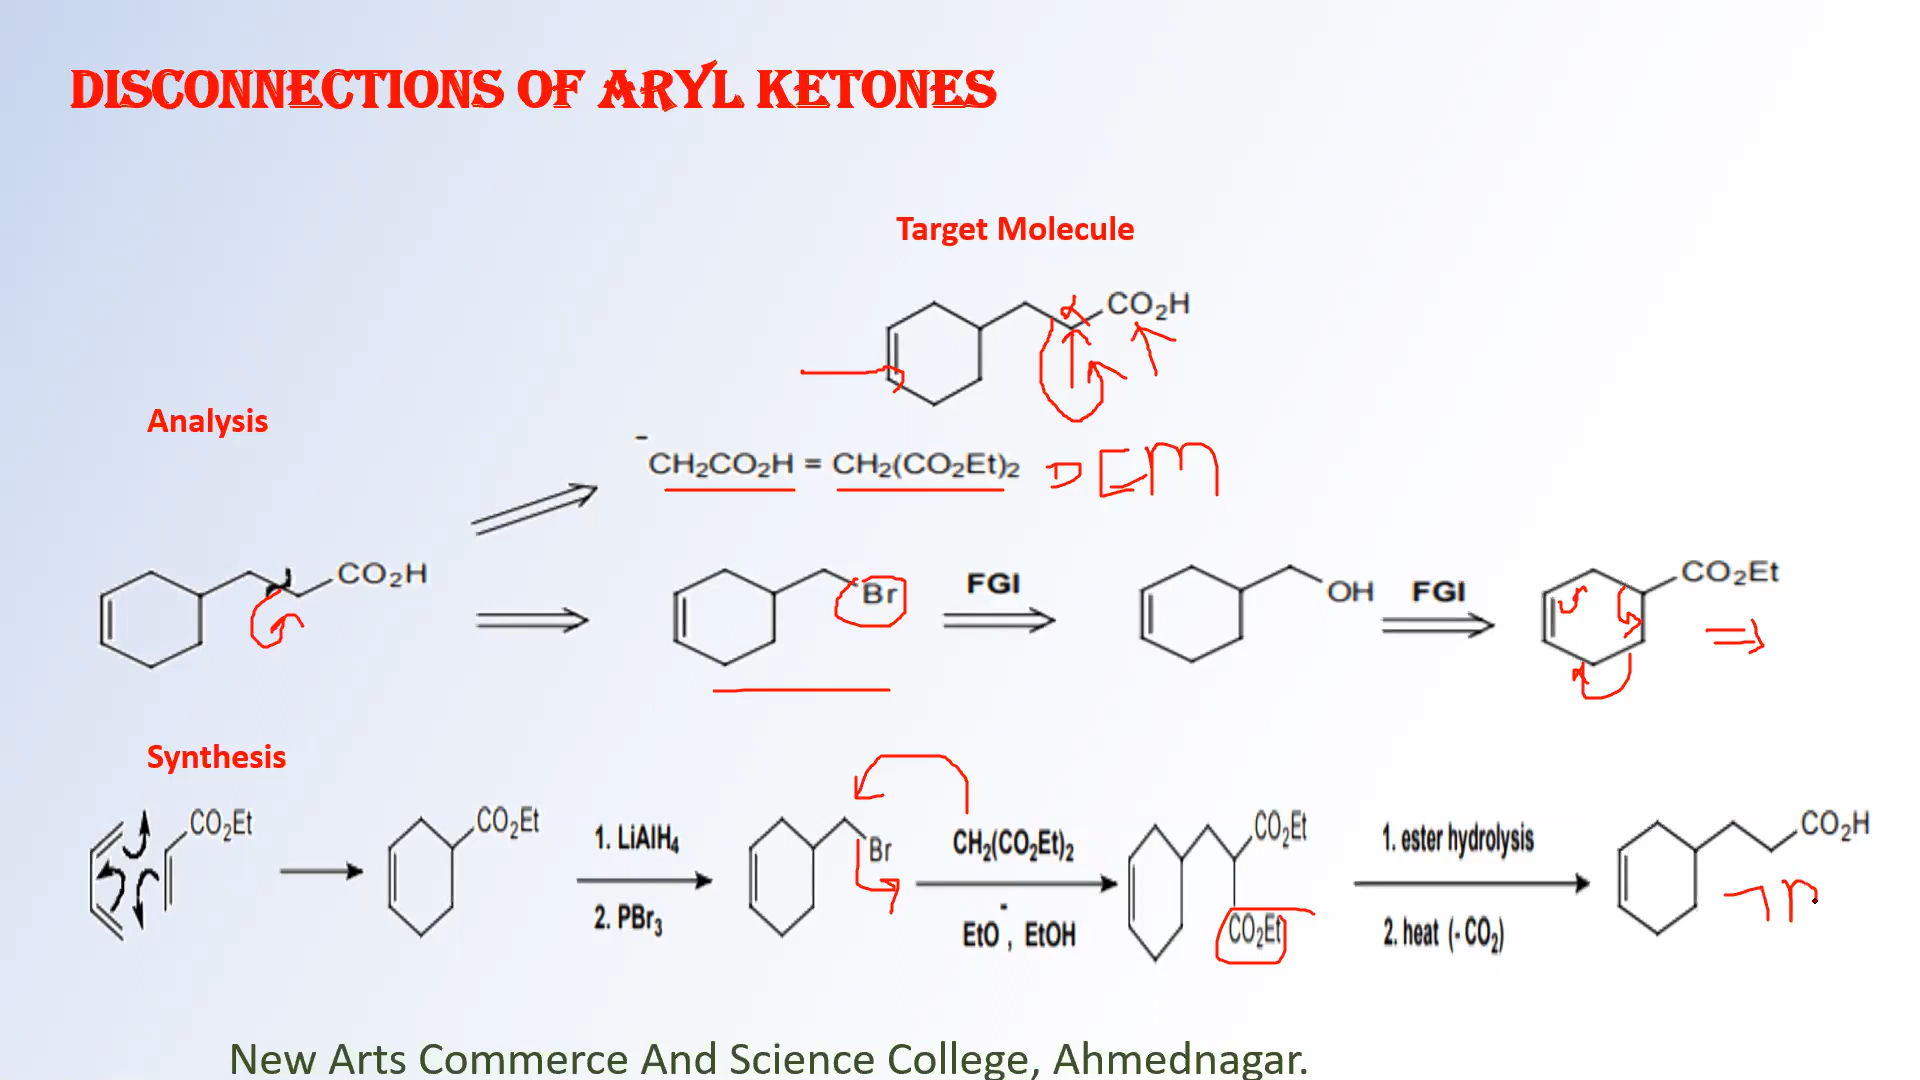 DISCONNECTIONS OF ARYL KETONES
Target Molecule
CO₂H
α
Analysis
⁻CH₂CO₂H = CH₂(CO₂Et)₂ DEM
CO₂H
Br
FGI
OH
FGI
CO₂Et
Synthesis
CO₂Et
CO₂Et
1. LiAlH₄
2. PBr₃
Br
CH₂(CO₂Et)₂
EtO⁻, EtOH
CO₂Et
CO₂Et
1. ester hydrolysis
2. heat (- CO₂)
CO₂H
New Arts Commerce And Science College, Ahmednagar.